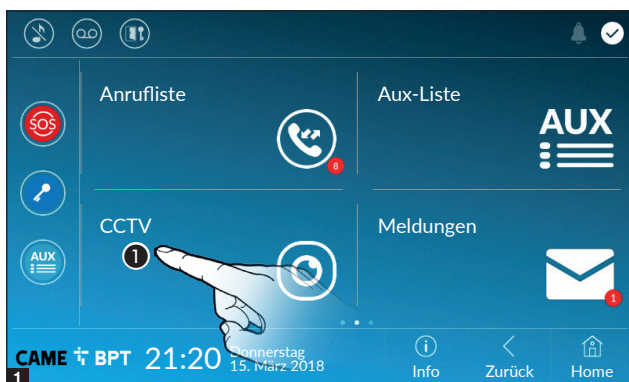 SOS
AUX
Anrufliste
8
Aux-Liste
AUX
CCTV
1
Meldungen
1
CAME BPT 21:20 Donnerstag
15. März 2018
Info
Zurück
Home
1